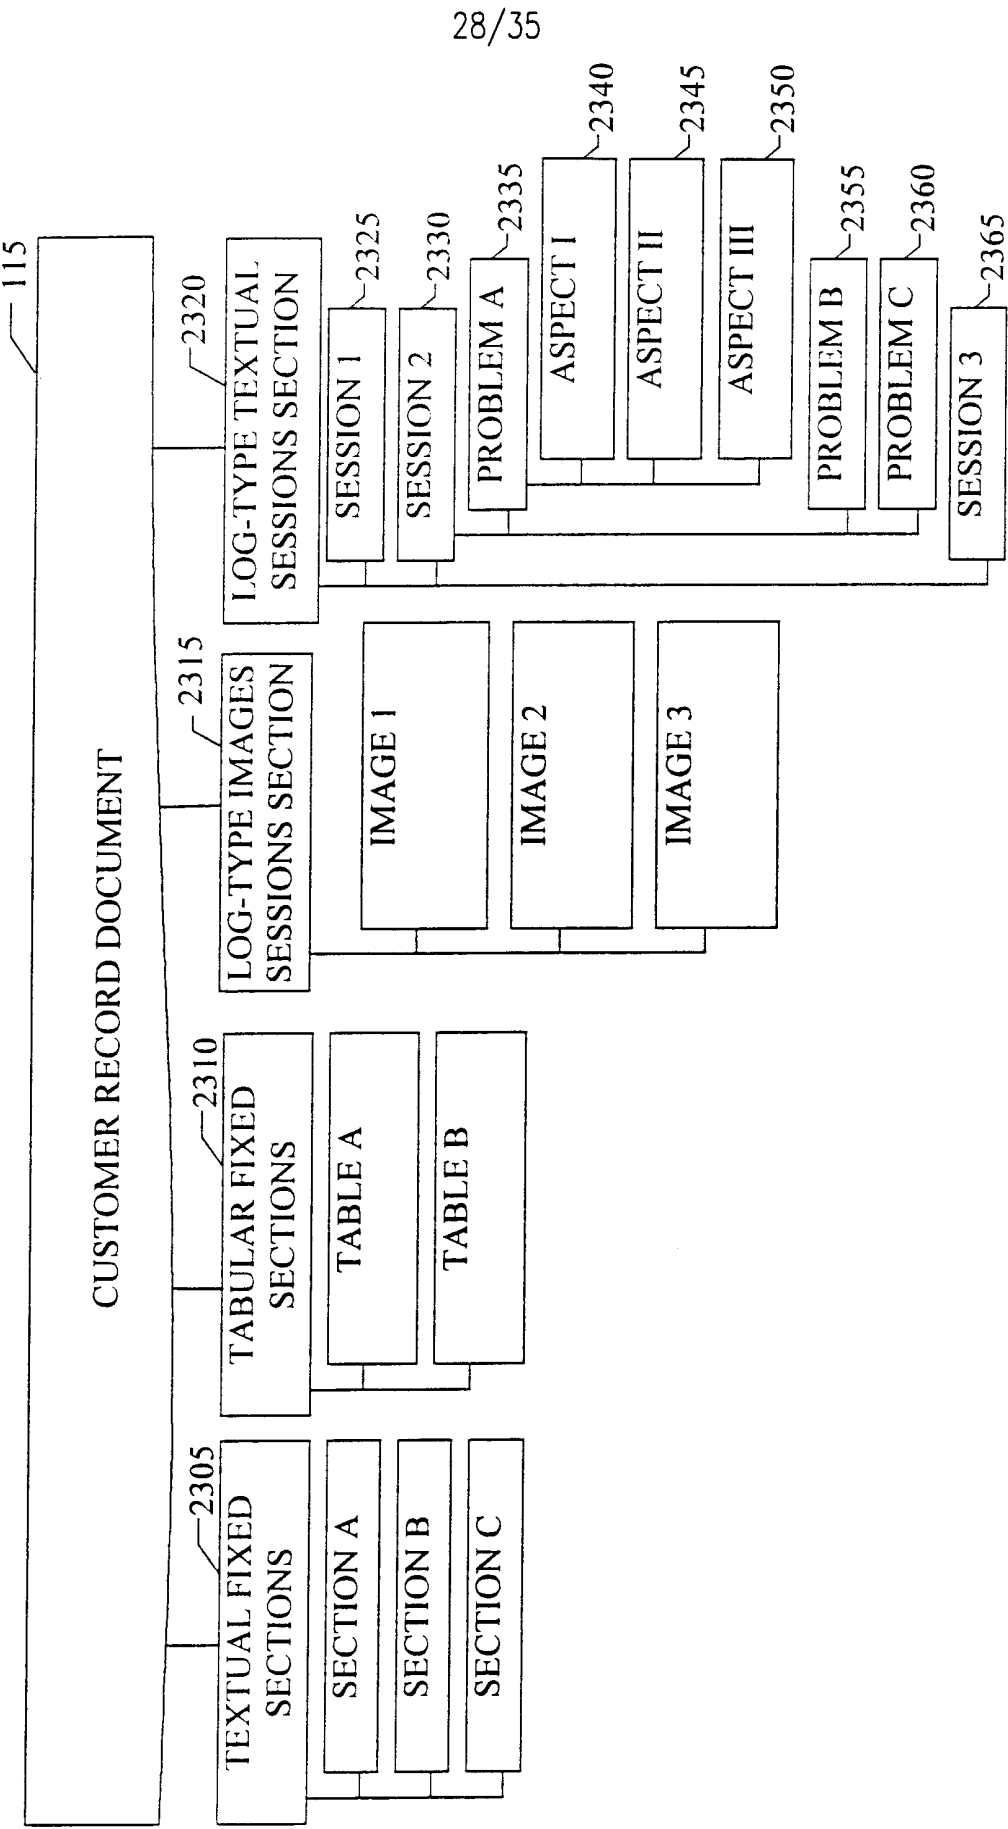 28/35
115
CUSTOMER RECORD DOCUMENT
2305
TEXTUAL FIXED
SECTIONS
SECTION A
SECTION B
SECTION C
2310
TABULAR FIXED
SECTIONS
TABLE A
TABLE B
2315
LOG-TYPE IMAGES
SESSIONS SECTION
IMAGE 1
IMAGE 2
IMAGE 3
2320
LOG-TYPE TEXTUAL
SESSIONS SECTION
SESSION 1
2325
SESSION 2
2330
PROBLEM A
2335
ASPECT I
2340
ASPECT II
2345
ASPECT III
2350
PROBLEM B
2355
PROBLEM C
2360
SESSION 3
2365